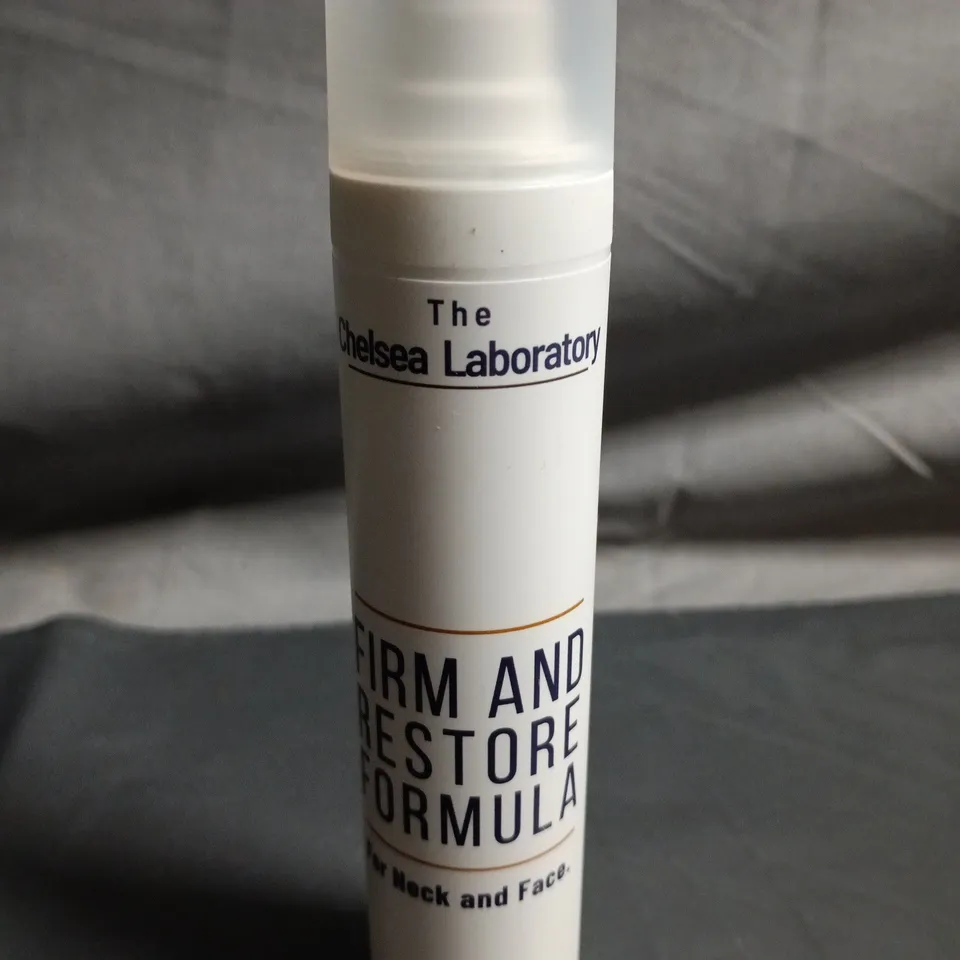 The
Chelsea Laboratory
FIRM AND
RESTORE
FORMULA
For Neck and Face.